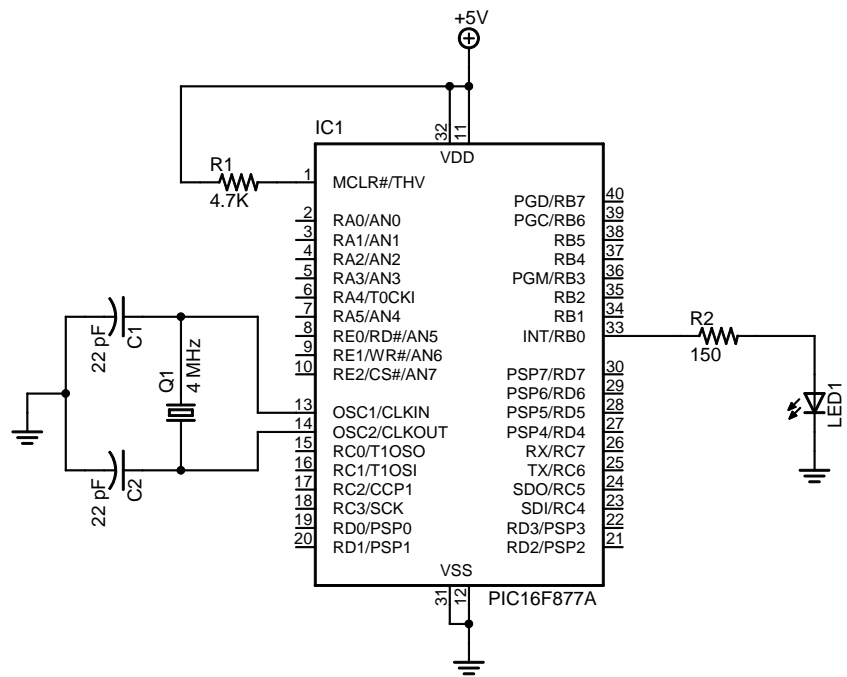 +5V
IC1
32
11
VDD
R1
4.7K
1
MCLR#/THV
PGD/RB7
40
2
RA0/AN0
PGC/RB6
39
3
RA1/AN1
RB5
38
4
RA2/AN2
RB4
37
5
RA3/AN3
PGM/RB3
36
6
RA4/T0CKI
RB2
35
7
RA5/AN4
RB1
34
8
RE0/RD#/AN5
INT/RB0
33
R2
150
9
RE1/WR#/AN6
10
RE2/CS#/AN7
PSP7/RD7
30
PSP6/RD6
29
13
OSC1/CLKIN
PSP5/RD5
28
14
OSC2/CLKOUT
PSP4/RD4
27
15
RC0/T1OSO
RX/RC7
26
16
RC1/T1OSI
TX/RC6
25
17
RC2/CCP1
SDO/RC5
24
18
RC3/SCK
SDI/RC4
23
19
RD0/PSP0
RD3/PSP3
22
20
RD1/PSP1
RD2/PSP2
21
22 pF
C1
Q1
4 MHz
22 pF
C2
LED1
VSS
31
12
PIC16F877A